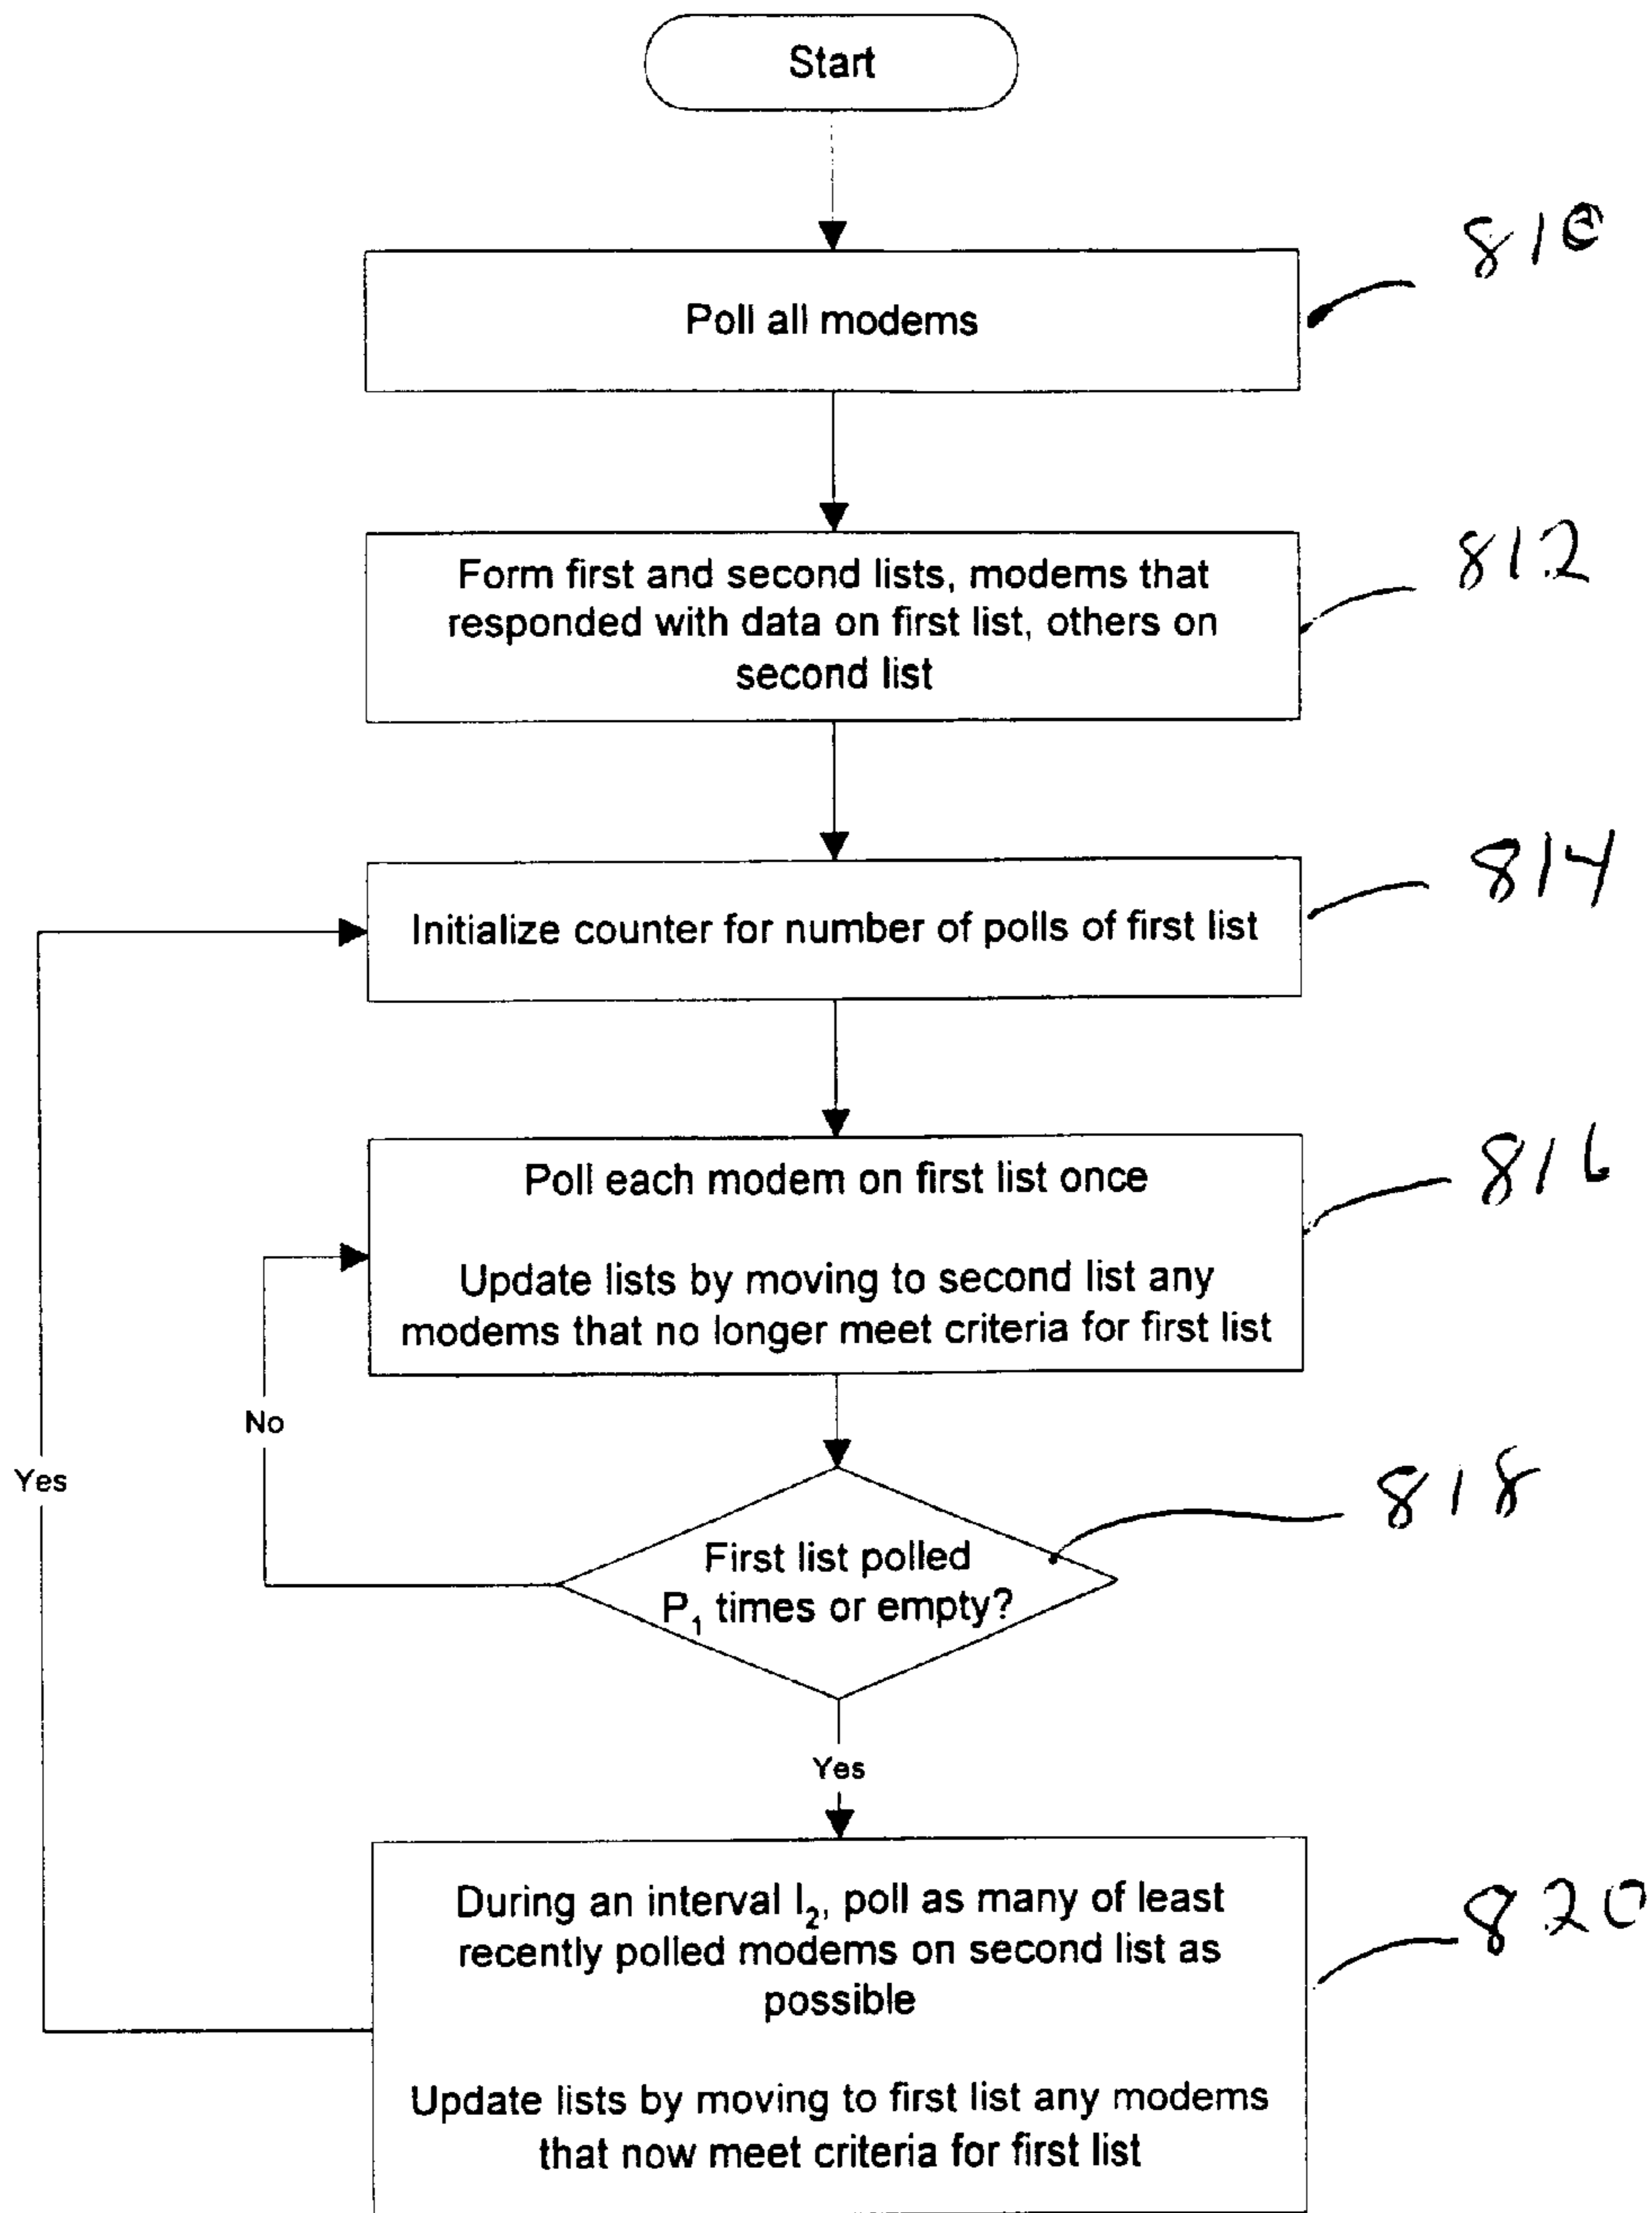 Start
810
Poll all modems
812
Form first and second lists, modems that
responded with data on first list, others on
second list
814
Initialize counter for number of polls of first list
816
Poll each modem on first list once
Update lists by moving to second list any
modems that no longer meet criteria for first list
No
Yes
818
First list polled
P₁ times or empty?
Yes
820
During an interval I₂, poll as many of least
recently polled modems on second list as
possible
Update lists by moving to first list any modems
that now meet criteria for first list